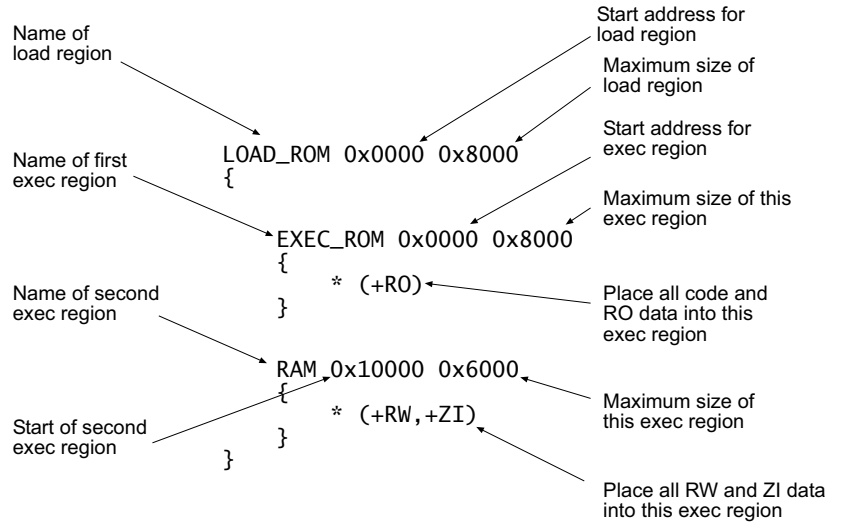 Name of
load region
Start address for
load region
Maximum size of
load region
LOAD_ROM 0x0000 0x8000
{
Start address for
exec region
Name of first
exec region
Maximum size of this
exec region
EXEC_ROM 0x0000 0x8000
{
* (+RO)
}
Place all code and
RO data into this
exec region
Name of second
exec region
RAM 0x10000 0x6000
{
* (+RW,+ZI)
}
}
Maximum size of
this exec region
Start of second
exec region
Place all RW and ZI data
into this exec region